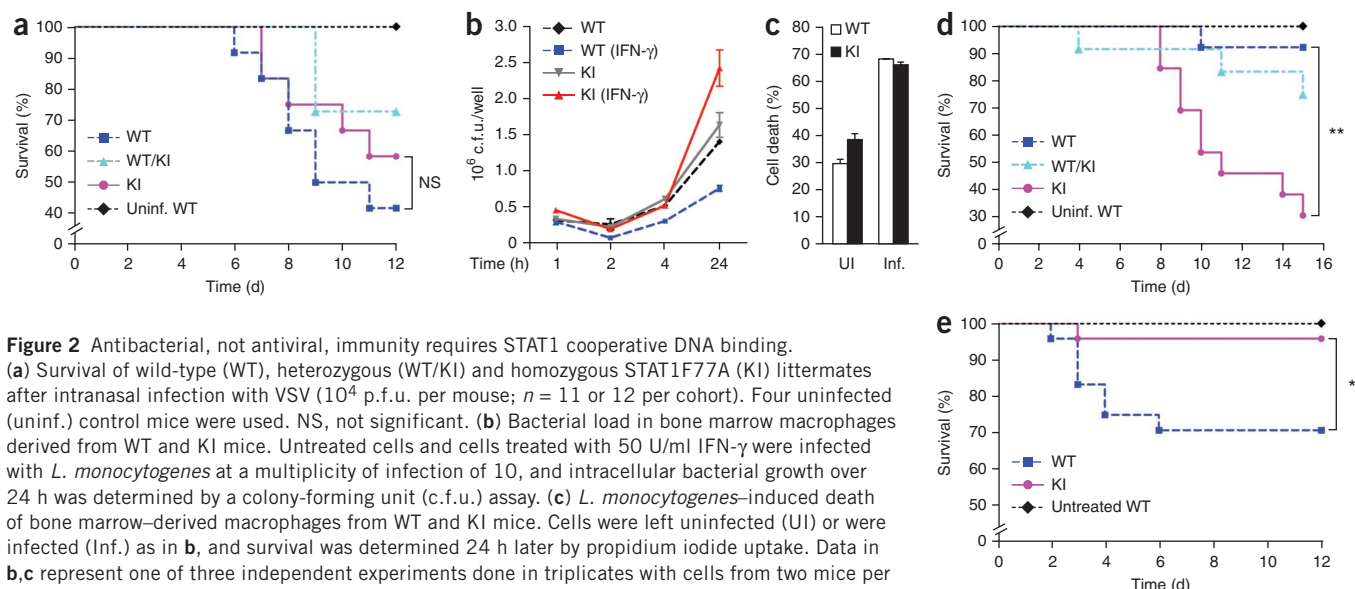 a
100
90
80
70
60
50
40
0
Survival (%)
WT
WT/KI
KI
Uninf. WT
NS
0 2 4 6 8 10 12
Time (d)
b
3.0
2.5
2.0
1.5
1.0
0.5
0
10⁶ c.f.u./well
WT
WT (IFN-γ)
KI
KI (IFN-γ)
Time (h) 1 2 4 24
c
80
70
60
50
40
30
20
10
0
Cell death (%)
WT
KI
UI Inf.
d
100
90
80
70
60
50
40
30
0
Survival (%)
WT
WT/KI
KI
Uninf. WT
**
0 2 4 6 8 10 12 14 16
Time (d)
e
100
90
80
70
60
50
0
Survival (%)
WT
KI
Untreated WT
*
0 2 4 6 8 10 12
Time (d)
Figure 2 Antibacterial, not antiviral, immunity requires STAT1 cooperative DNA binding.
(a) Survival of wild-type (WT), heterozygous (WT/KI) and homozygous STAT1F77A (KI) littermates
after intranasal infection with VSV (10⁴ p.f.u. per mouse; n = 11 or 12 per cohort). Four uninfected
(uninf.) control mice were used. NS, not significant. (b) Bacterial load in bone marrow macrophages
derived from WT and KI mice. Untreated cells and cells treated with 50 U/ml IFN-γ were infected
with L. monocytogenes at a multiplicity of infection of 10, and intracellular bacterial growth over
24 h was determined by a colony-forming unit (c.f.u.) assay. (c) L. monocytogenes–induced death
of bone marrow–derived macrophages from WT and KI mice. Cells were left uninfected (UI) or were
infected (Inf.) as in b, and survival was determined 24 h later by propidium iodide uptake. Data in
b,c represent one of three independent experiments done in triplicates with cells from two mice per